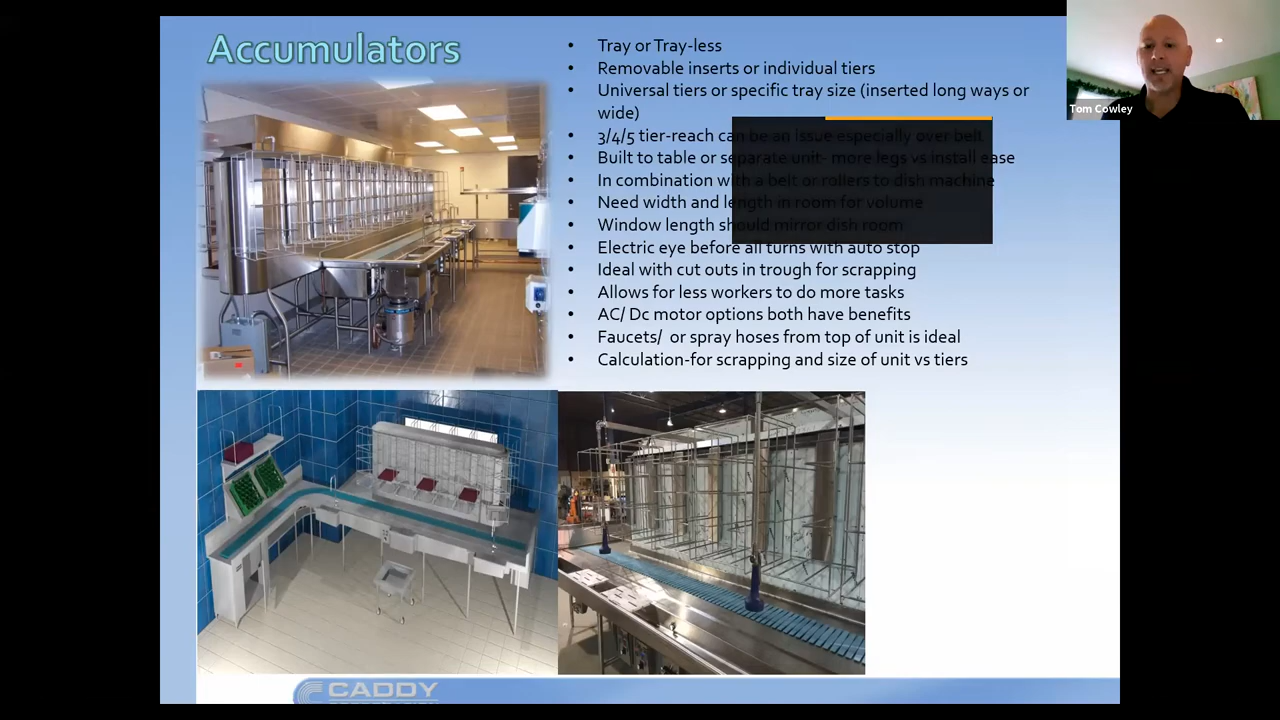 Accumulators
• Tray or Tray-less
• Removable inserts or individual tiers
• Universal tiers or specific tray size (inserted long ways or
wide)
• 3/4/5 tier-reach can be an issue especially over belt
• Built to table or separate unit- more legs vs install ease
• In combination with a belt or rollers to dish machine
• Need width and length in room for volume
• Window length should mirror dish room
• Electric eye before all turns with auto stop
• Ideal with cut outs in trough for scrapping
• Allows for less workers to do more tasks
• AC/ Dc motor options both have benefits
• Faucets/ or spray hoses from top of unit is ideal
• Calculation-for scrapping and size of unit vs tiers
Tom Cowley
CADDY